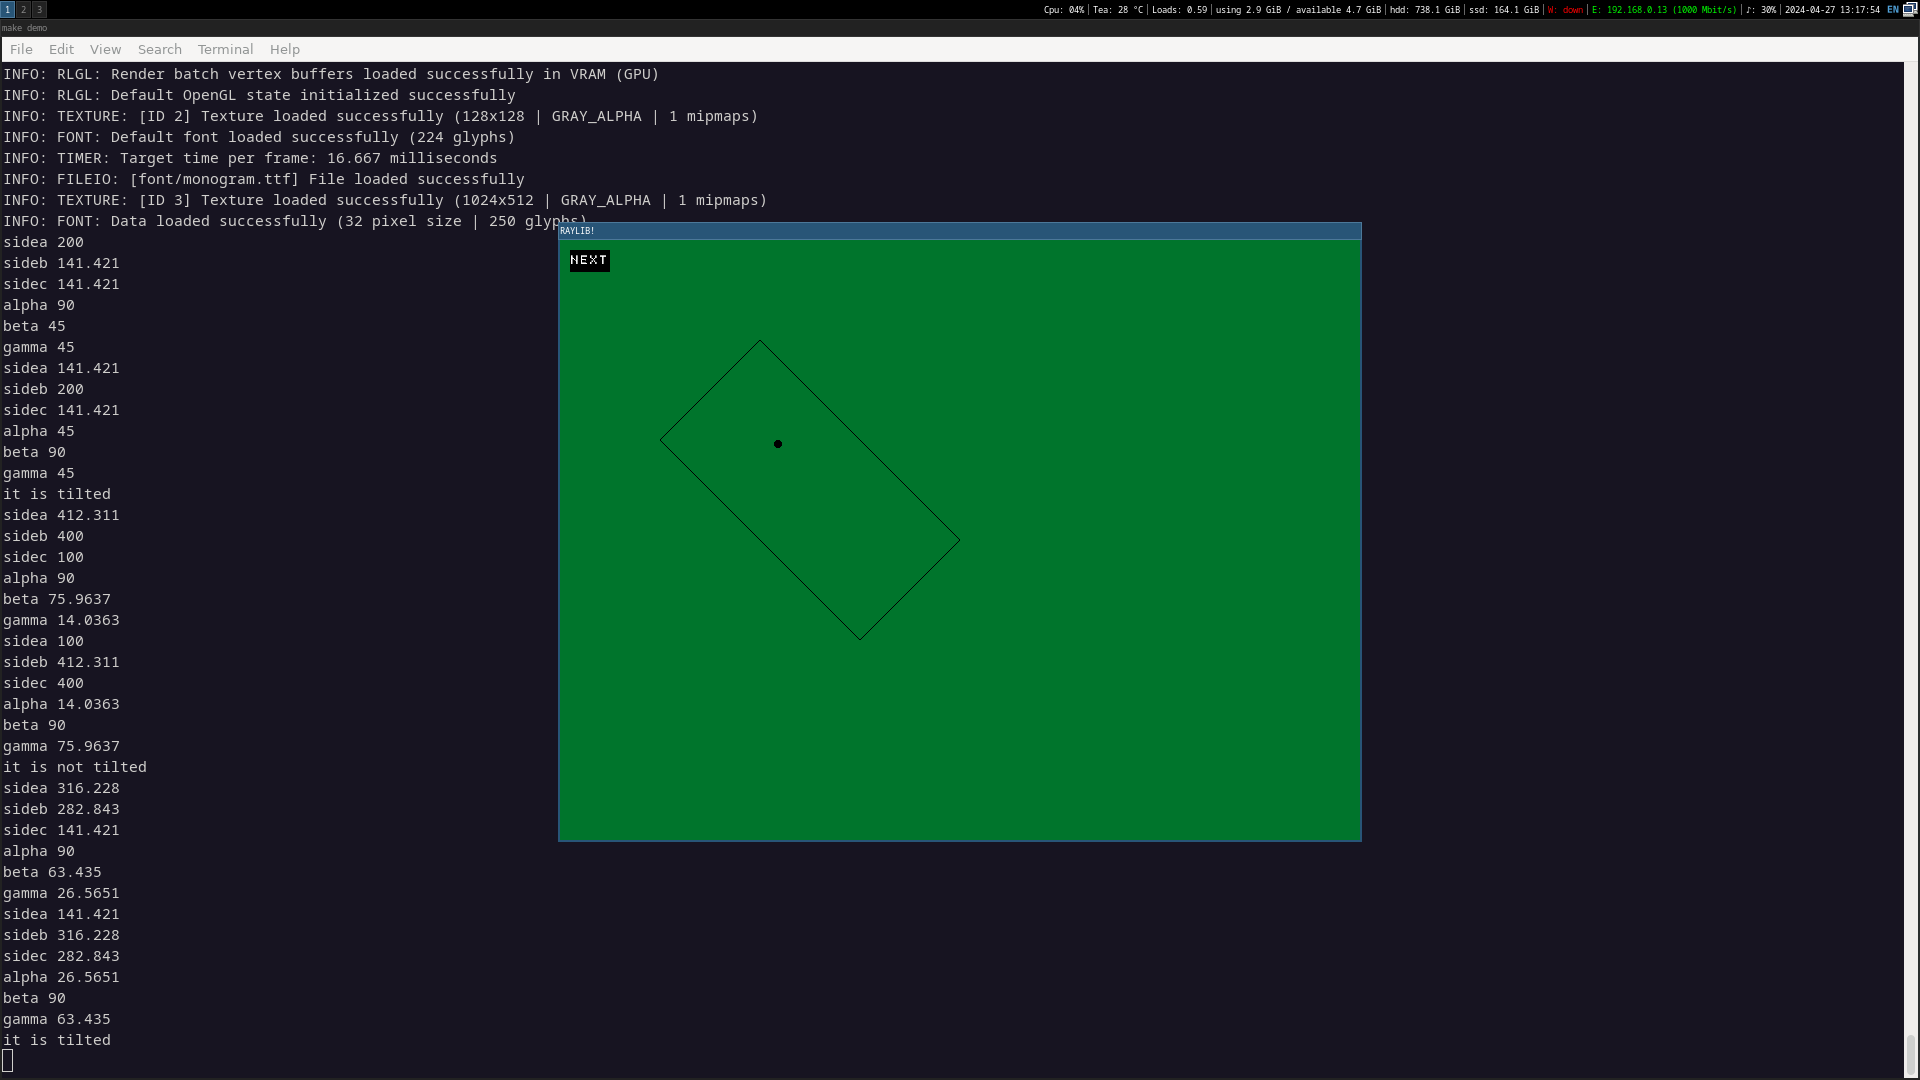 1 2 3
Cpu: 04% Tea: 28 °C Loads: 0.59 using 2.9 GiB / available 4.7 GiB hdd: 738.1 GiB ssd: 164.1 GiB W: down E: 192.168.0.13 (1000 Mbit/s) ♪: 30% 2024-04-27 13:17:54 EN
make demo
File Edit View Search Terminal Help
INFO: RLGL: Render batch vertex buffers loaded successfully in VRAM (GPU)
INFO: RLGL: Default OpenGL state initialized successfully
INFO: TEXTURE: [ID 2] Texture loaded successfully (128x128 | GRAY_ALPHA | 1 mipmaps)
INFO: FONT: Default font loaded successfully (224 glyphs)
INFO: TIMER: Target time per frame: 16.667 milliseconds
INFO: FILEIO: [font/monogram.ttf] File loaded successfully
INFO: TEXTURE: [ID 3] Texture loaded successfully (1024x512 | GRAY_ALPHA | 1 mipmaps)
INFO: FONT: Data loaded successfully (32 pixel size | 250 glyphs)
sidea 200
sideb 141.421
sidec 141.421
alpha 90
beta 45
gamma 45
sidea 141.421
sideb 200
sidec 141.421
alpha 45
beta 90
gamma 45
it is tilted
sidea 412.311
sideb 400
sidec 100
alpha 90
beta 75.9637
gamma 14.0363
sidea 100
sideb 412.311
sidec 400
alpha 14.0363
beta 90
gamma 75.9637
it is not tilted
sidea 316.228
sideb 282.843
sidec 141.421
alpha 90
beta 63.435
gamma 26.5651
sidea 141.421
sideb 316.228
sidec 282.843
alpha 26.5651
beta 90
gamma 63.435
it is tilted
RAYLIB!
NEXT